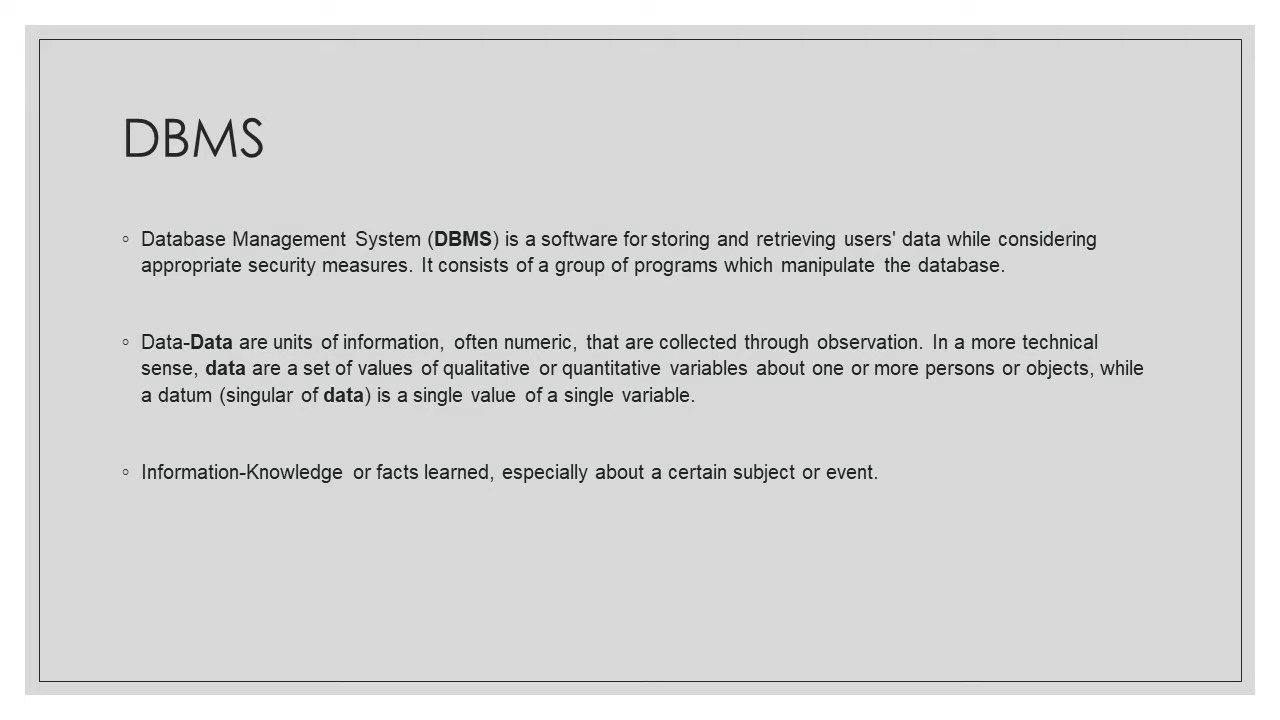 DBMS
◦ Database Management System (DBMS) is a software for storing and retrieving users' data while considering
appropriate security measures. It consists of a group of programs which manipulate the database.
◦ Data-Data are units of information, often numeric, that are collected through observation. In a more technical
sense, data are a set of values of qualitative or quantitative variables about one or more persons or objects, while
a datum (singular of data) is a single value of a single variable.
◦ Information-Knowledge or facts learned, especially about a certain subject or event.